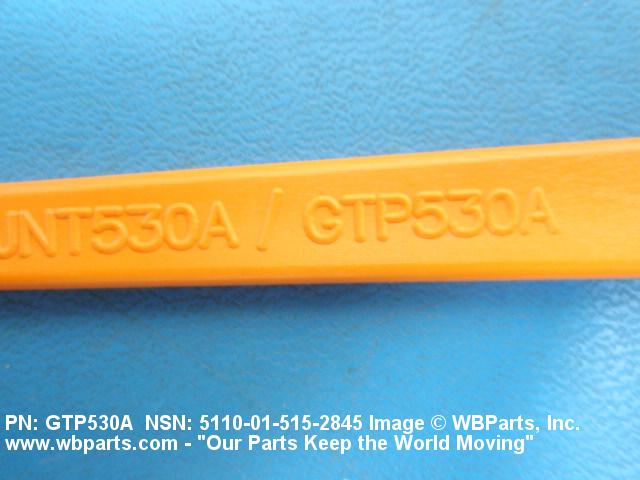 JNT530A / GTP530A
PN: GTP530A NSN: 5110-01-515-2845 Image © WBParts, Inc.
www.wbparts.com - "Our Parts Keep the World Moving"